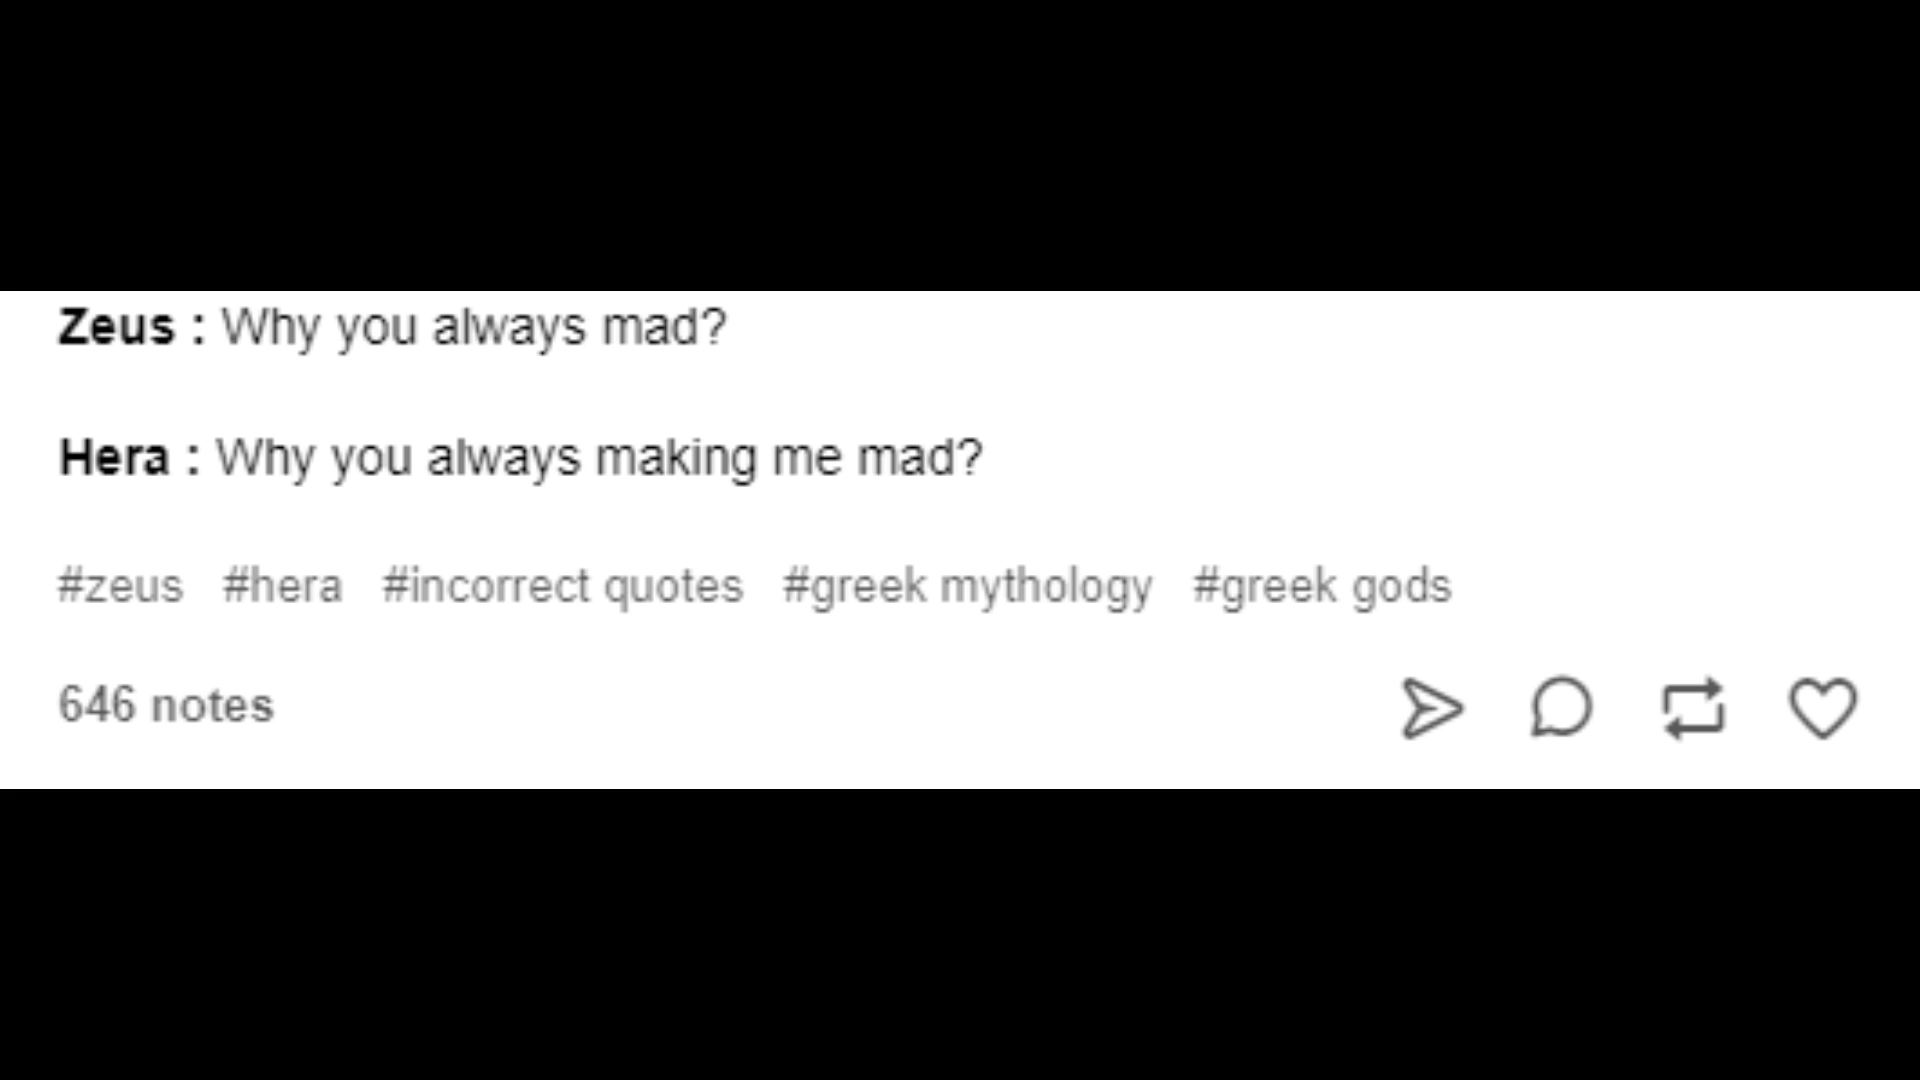 Zeus : Why you always mad?
Hera : Why you always making me mad?
#zeus #hera #incorrect quotes #greek mythology #greek gods
646 notes